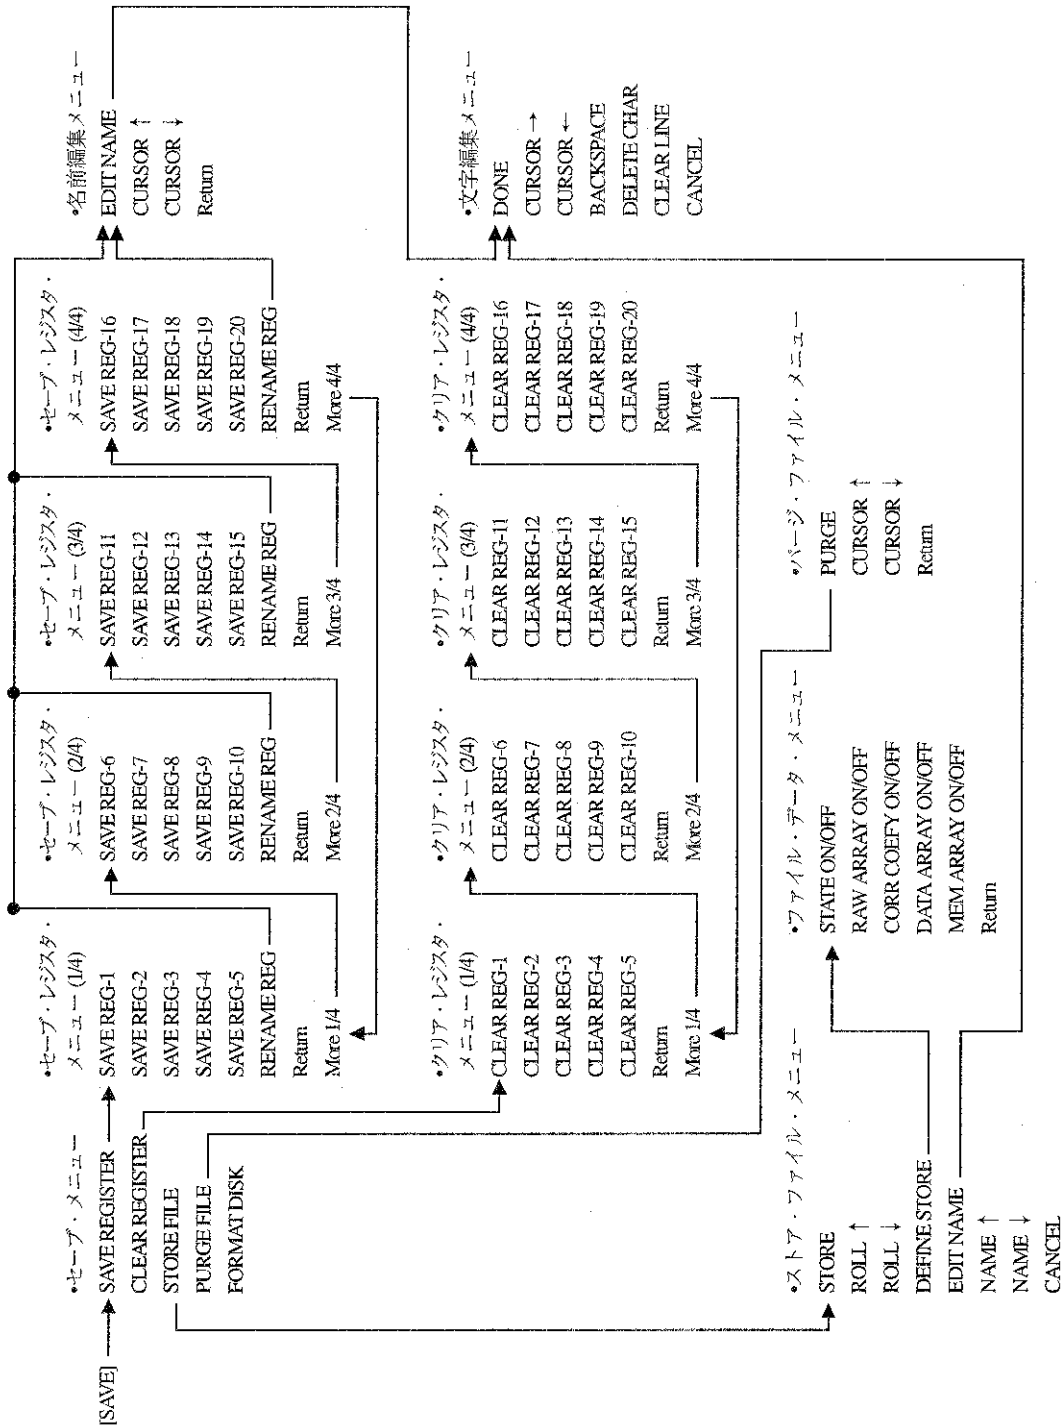 [SAVE]
•セーブ・メニュー
SAVE REGISTER
CLEAR REGISTER
STORE FILE
PURGE FILE
FORMAT DISK
•セーブ・レジスタ・
メニュー (1/4)
SAVE REG-1
SAVE REG-2
SAVE REG-3
SAVE REG-4
SAVE REG-5
RENAME REG
Return
More 1/4
•セーブ・レジスタ・
メニュー (2/4)
SAVE REG-6
SAVE REG-7
SAVE REG-8
SAVE REG-9
SAVE REG-10
RENAME REG
Return
More 2/4
•セーブ・レジスタ・
メニュー (3/4)
SAVE REG-11
SAVE REG-12
SAVE REG-13
SAVE REG-14
SAVE REG-15
RENAME REG
Return
More 3/4
•セーブ・レジスタ・
メニュー (4/4)
SAVE REG-16
SAVE REG-17
SAVE REG-18
SAVE REG-19
SAVE REG-20
RENAME REG
Return
More 4/4
•名前編集メニュー
EDIT NAME
CURSOR ↑
CURSOR ↓
Return
•クリア・レジスタ・
メニュー (1/4)
CLEAR REG-1
CLEAR REG-2
CLEAR REG-3
CLEAR REG-4
CLEAR REG-5
Return
More 1/4
•クリア・レジスタ・
メニュー (2/4)
CLEAR REG-6
CLEAR REG-7
CLEAR REG-8
CLEAR REG-9
CLEAR REG-10
Return
More 2/4
•クリア・レジスタ・
メニュー (3/4)
CLEAR REG-11
CLEAR REG-12
CLEAR REG-13
CLEAR REG-14
CLEAR REG-15
Return
More 3/4
•クリア・レジスタ・
メニュー (4/4)
CLEAR REG-16
CLEAR REG-17
CLEAR REG-18
CLEAR REG-19
CLEAR REG-20
Return
More 4/4
•文字編集メニュー
DONE
CURSOR →
CURSOR ←
BACKSPACE
DELETE CHAR
CLEAR LINE
CANCEL
•ストア・ファイル・メニュー
STORE
ROLL ↑
ROLL ↓
DEFINE STORE
EDIT NAME
NAME ↑
NAME ↓
CANCEL
•ファイル・データ・メニュー
STATE ON/OFF
RAW ARRAY ON/OFF
CORR COEFY ON/OFF
DATA ARRAY ON/OFF
MEM ARRAY ON/OFF
Return
•パージ・ファイル・メニュー
PURGE
CURSOR ↑
CURSOR ↓
Return